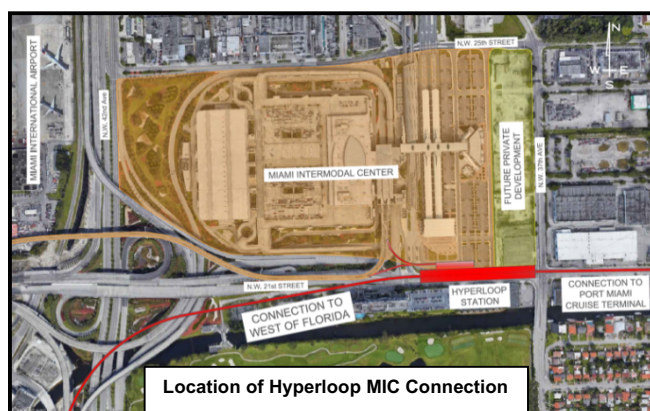 N.W. 25th STREET
N
W E
S
MIAMI INTERNATIONAL AIRPORT
N.W. 42nd Ave
MIAMI INTERMODAL CENTER
FUTURE PRIVATE
DEVELOPMENT
N.W. 37th AVE
N.W. 21st STREET
CONNECTION TO
WEST OF FLORIDA
HYPERLOOP
STATION
CONNECTION TO
PORT MIAMI
CRUISE TERMINAL
Location of Hyperloop MIC Connection